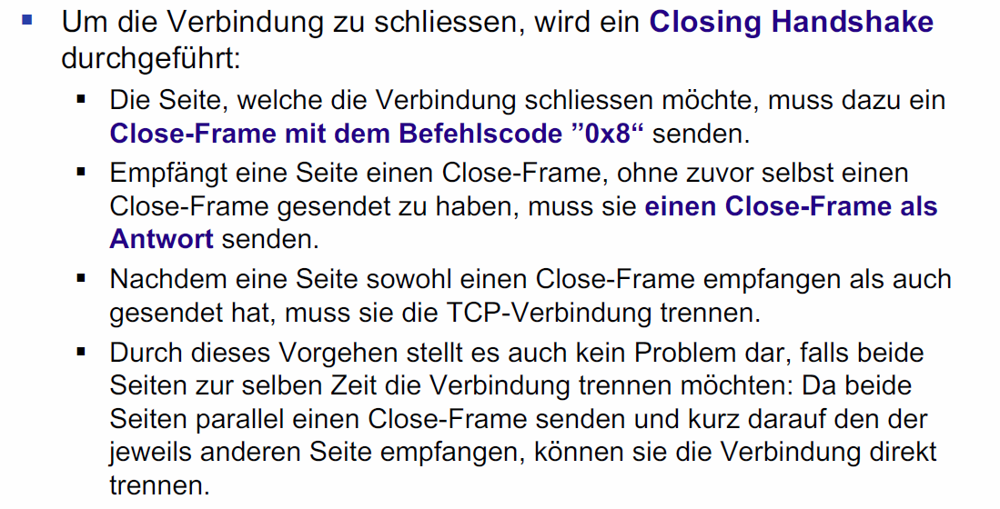 ▪ Um die Verbindung zu schliessen, wird ein Closing Handshake
durchgeführt:
▪ Die Seite, welche die Verbindung schliessen möchte, muss dazu ein
Close-Frame mit dem Befehlscode ”0x8“ senden.
▪ Empfängt eine Seite einen Close-Frame, ohne zuvor selbst einen
Close-Frame gesendet zu haben, muss sie einen Close-Frame als
Antwort senden.
▪ Nachdem eine Seite sowohl einen Close-Frame empfangen als auch
gesendet hat, muss sie die TCP-Verbindung trennen.
▪ Durch dieses Vorgehen stellt es auch kein Problem dar, falls beide
Seiten zur selben Zeit die Verbindung trennen möchten: Da beide
Seiten parallel einen Close-Frame senden und kurz darauf den der
jeweils anderen Seite empfangen, können sie die Verbindung direkt
trennen.